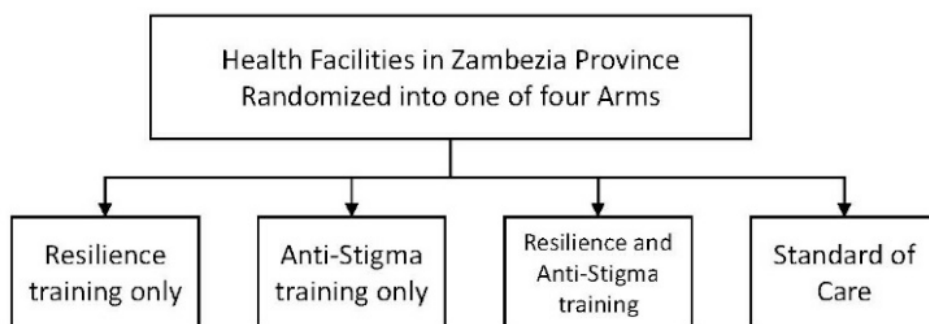 Health Facilities in Zambezia Province
Randomized into one of four Arms
Resilience
training only
Anti-Stigma
training only
Resilience and
Anti-Stigma
training
Standard of
Care